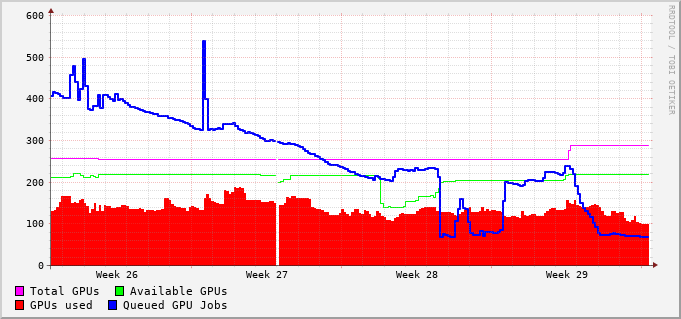 RRDTOOL / TOBI OETIKER
600
500
400
300
200
100
0
Week 26 Week 27 Week 28 Week 29
Total GPUs Available GPUs
GPUs used Queued GPU Jobs